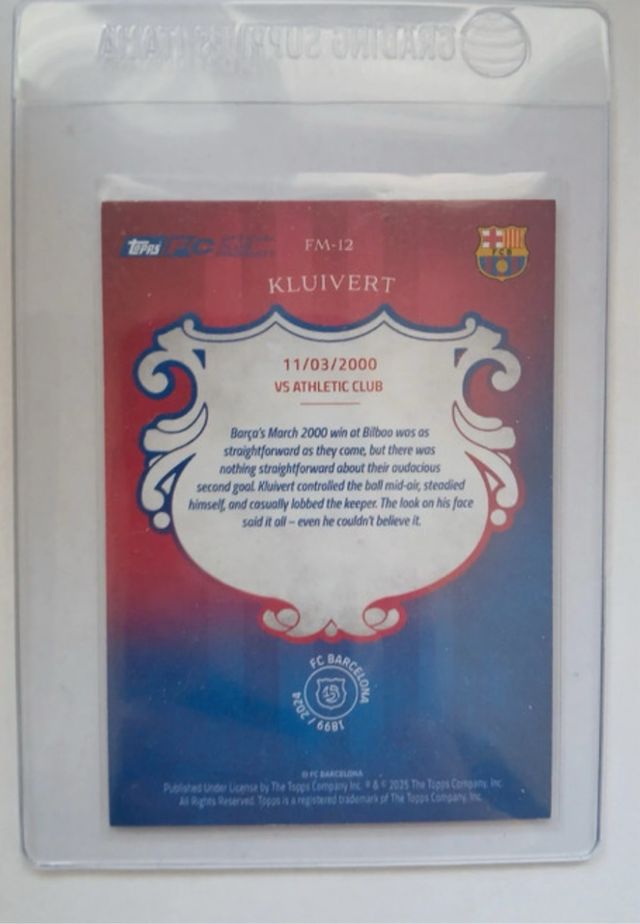 GRADING SUPPLIES ITALIA
TOPPS
FM-12
FCB
KLUIVERT
11/03/2000
VS ATHLETIC CLUB
Barça's March 2000 win at Bilbao was as
straightforward as they come, but there was
nothing straightforward about their audacious
second goal. Kluivert controlled the ball mid-air, steadied
himself, and casually lobbed the keeper. The look on his face
said it all – even he couldn't believe it.
FC BARCELONA
1899 / 2024
© FC BARCELONA
Published Under License by The Topps Company Inc. ® & © 2025 The Topps Company, Inc.
All Rights Reserved. Topps is a registered trademark of The Topps Company, Inc.